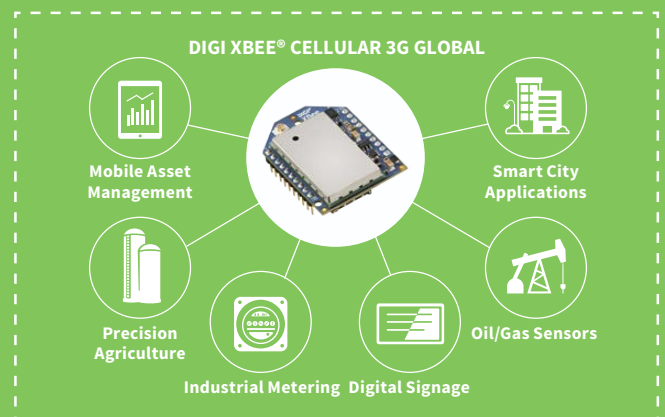 DIGI XBEE® CELLULAR 3G GLOBAL
Mobile Asset
Management
Smart City
Applications
Precision
Agriculture
Oil/Gas Sensors
Industrial Metering
Digital Signage